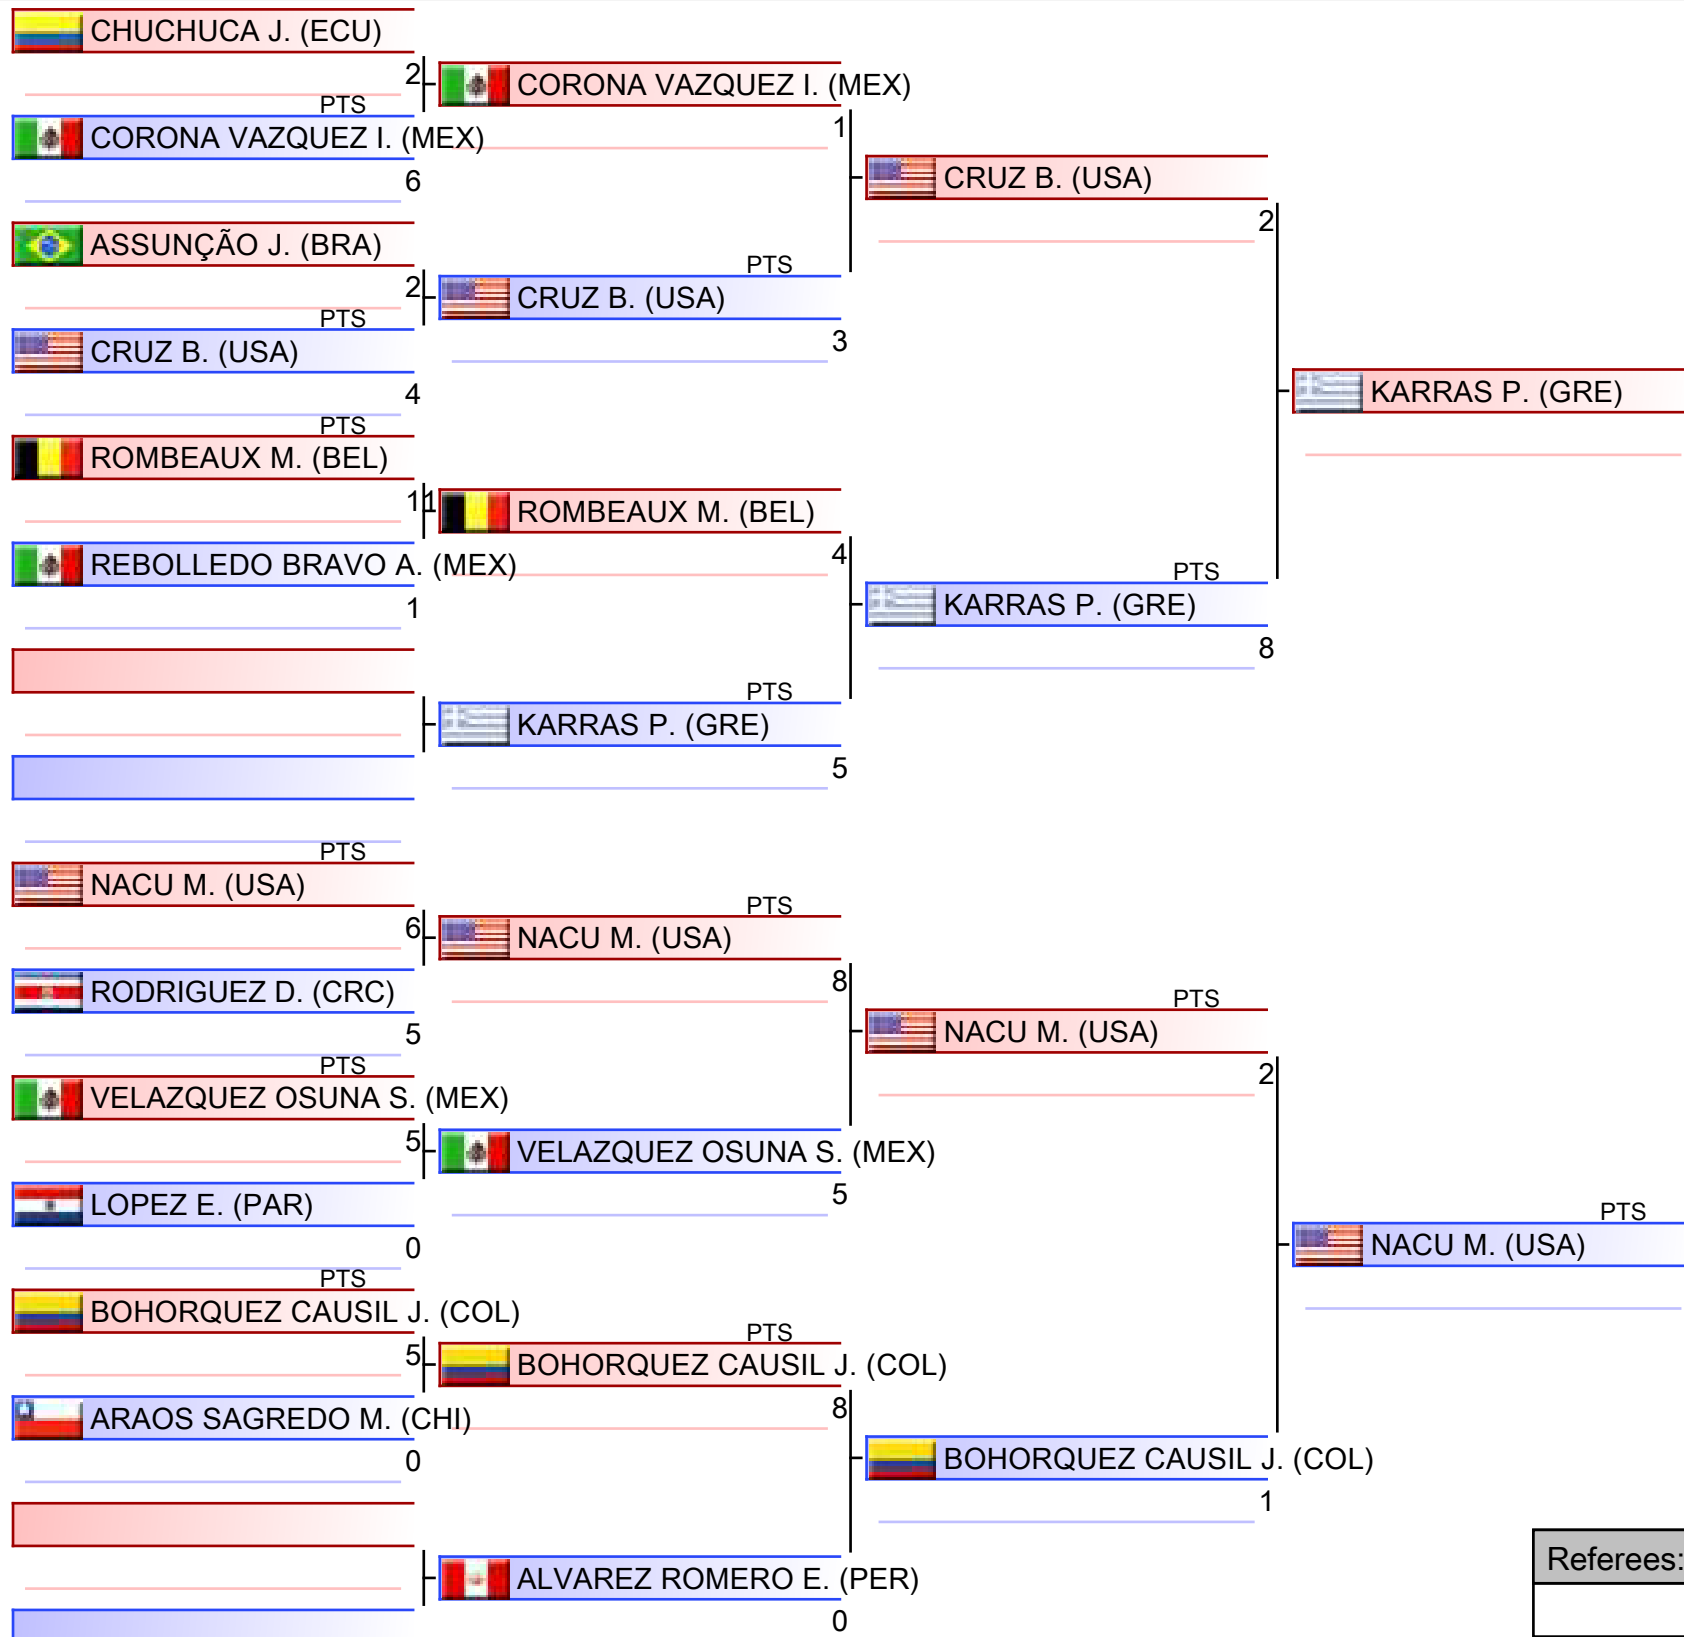 CHUCHUCA J. (ECU)
2
PTS
CORONA VAZQUEZ I. (MEX)
6
ASSUNÇÃO J. (BRA)
2
PTS
CRUZ B. (USA)
4
PTS
ROMBEAUX M. (BEL)
11
REBOLLEDO BRAVO A. (MEX)
1
PTS
NACU M. (USA)
6
RODRIGUEZ D. (CRC)
5
PTS
VELAZQUEZ OSUNA S. (MEX)
5
LOPEZ E. (PAR)
0
PTS
BOHORQUEZ CAUSIL J. (COL)
5
ARAOS SAGREDO M. (CHI)
0
CORONA VAZQUEZ I. (MEX)
1
PTS
CRUZ B. (USA)
3
ROMBEAUX M. (BEL)
4
PTS
KARRAS P. (GRE)
5
PTS
NACU M. (USA)
8
VELAZQUEZ OSUNA S. (MEX)
5
PTS
BOHORQUEZ CAUSIL J. (COL)
8
ALVAREZ ROMERO E. (PER)
0
CRUZ B. (USA)
2
PTS
KARRAS P. (GRE)
8
PTS
NACU M. (USA)
2
BOHORQUEZ CAUSIL J. (COL)
1
KARRAS P. (GRE)
PTS
NACU M. (USA)
Referees: